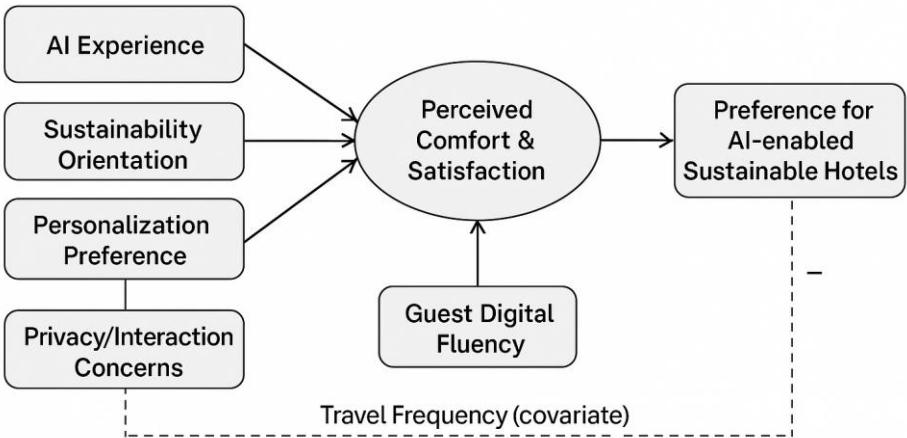 AI Experience
Sustainability
Orientation
Personalization
Preference
Privacy/Interaction
Concerns
Perceived
Comfort &
Satisfaction
Guest Digital
Fluency
Preference for
AI-enabled
Sustainable Hotels
–
Travel Frequency (covariate)